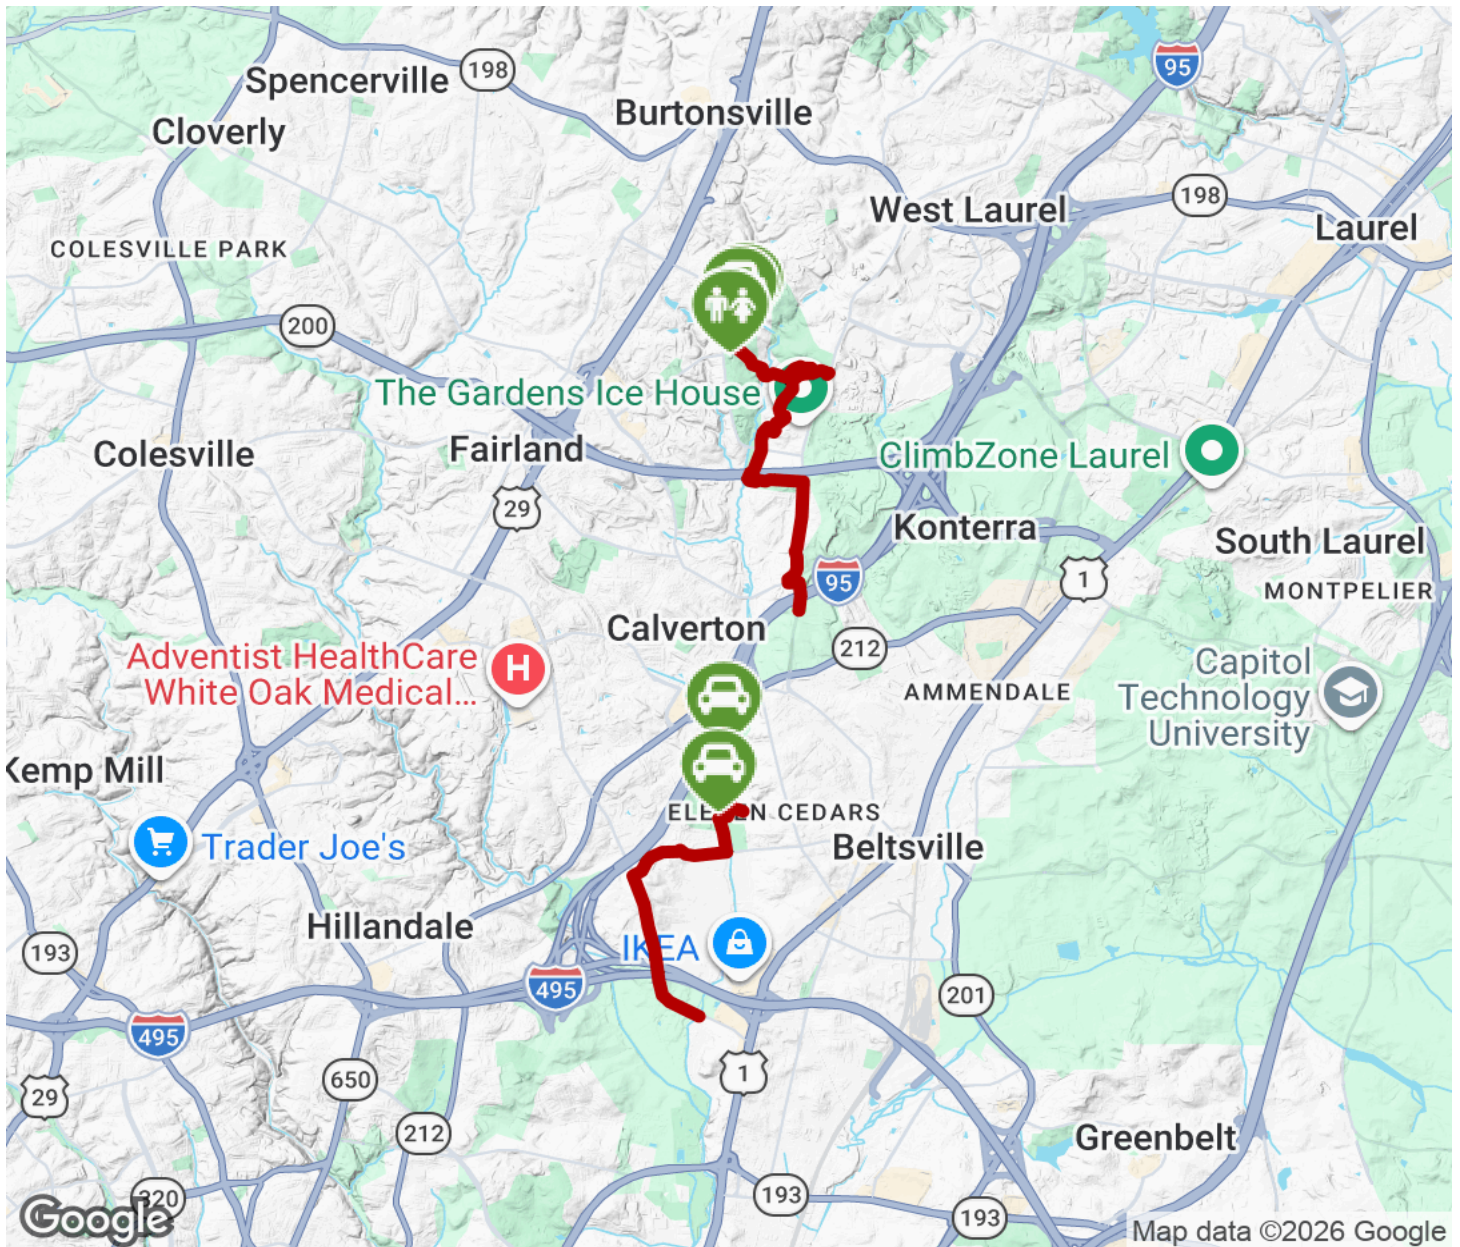 Spencerville
198
95
Burtonsville
Cloverly
198
West Laurel
Laurel
COLESVILLE PARK
200
The Gardens Ice House
Colesville
Fairland
ClimbZone Laurel
29
Konterra
South Laurel
95
1
MONTPELIER
Calverton
212
Adventist HealthCare
White Oak Medical...
H
Capitol
Technology
University
AMMENDALE
Kemp Mill
ELEVEN CEDARS
Trader Joe's
Beltsville
Hillandale
193
IKEA
495
201
495
29
650
1
212
Greenbelt
320
193
193
Google
Map data ©2026 Google